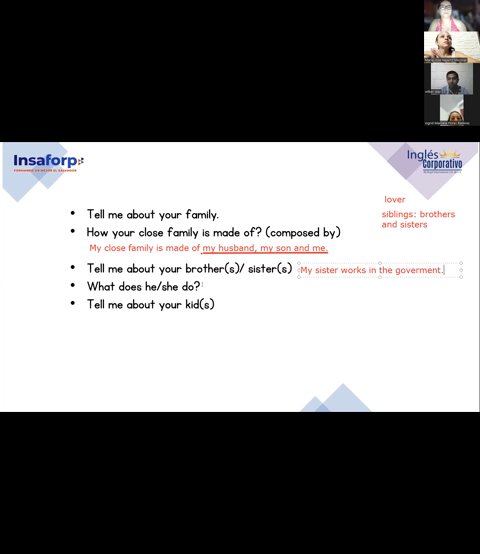 Insaforp
Inglés
Corporativo
lover
siblings: brothers
and sisters
• Tell me about your family.
• How your close family is made of? (composed by)
My close family is made of my husband, my son and me.
• Tell me about your brother(s)/ sister(s)
My sister works in the goverment.
• What does he/she do?
• Tell me about your kid(s)